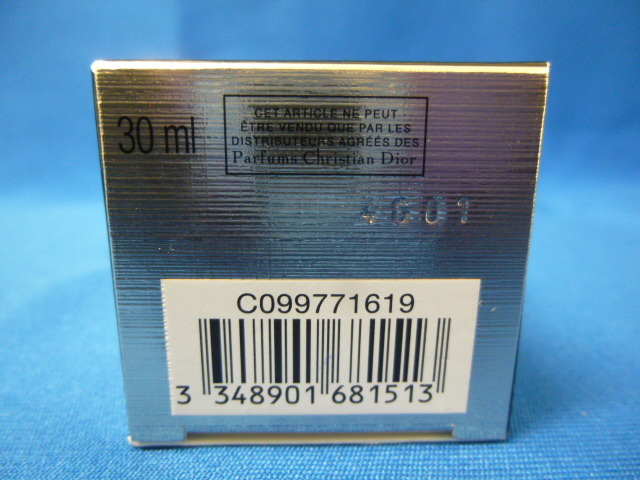 30 ml
CET ARTICLE NE PEUT
ÊTRE VENDU QUE PAR LES
DISTRIBUTEURS AGRÉÉS DES
Parfums Christian Dior
4G01
C099771619
3 348901 681513